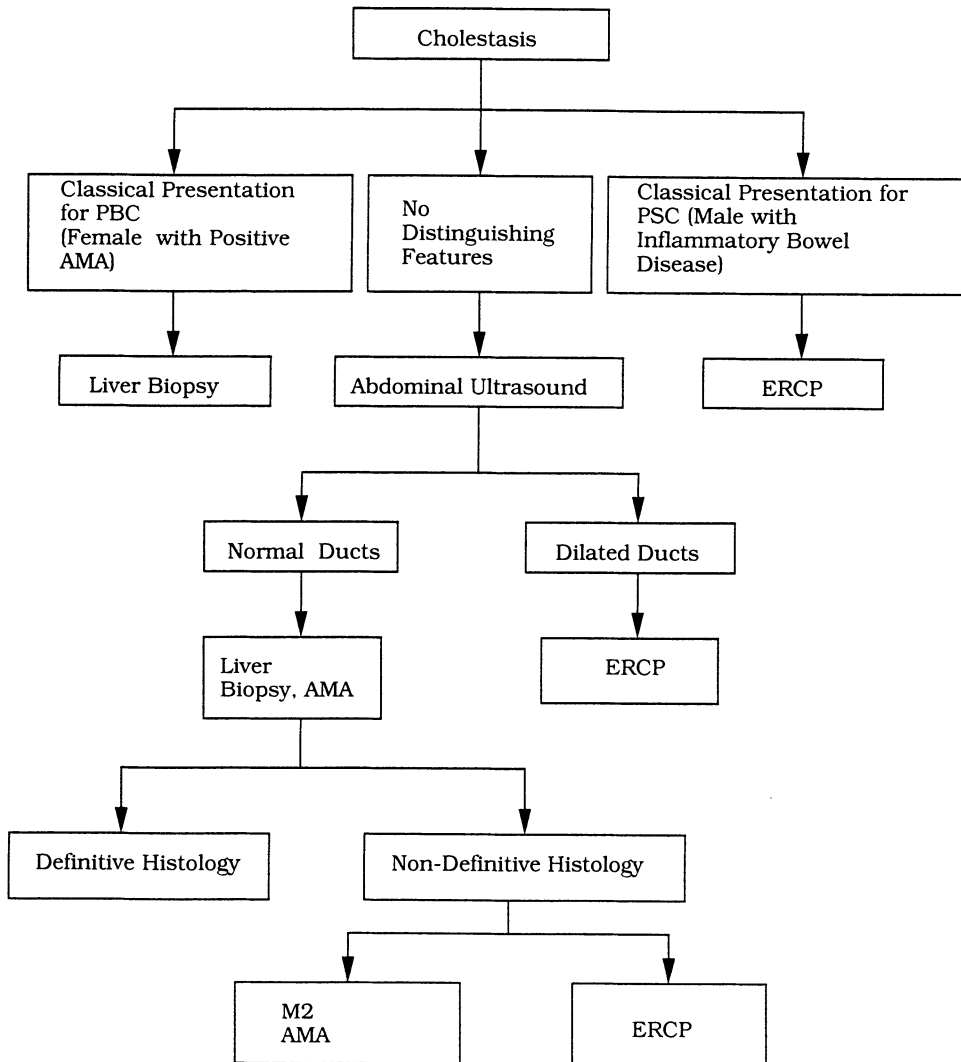 Cholestasis
Classical Presentation
for PBC
(Female with Positive
AMA)
No
Distinguishing
Features
Classical Presentation for
PSC (Male with
Inflammatory Bowel
Disease)
Liver Biopsy
Abdominal Ultrasound
ERCP
Normal Ducts
Dilated Ducts
Liver
Biopsy, AMA
ERCP
Definitive Histology
Non-Definitive Histology
M2
AMA
ERCP